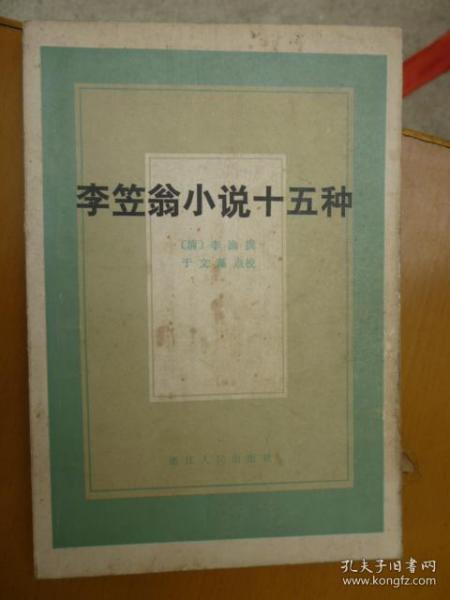 李笠翁小说十五种
〔清〕李渔 撰
于文藻 点校
浙江人民出版社
孔夫子旧书网
www.kongfz.com